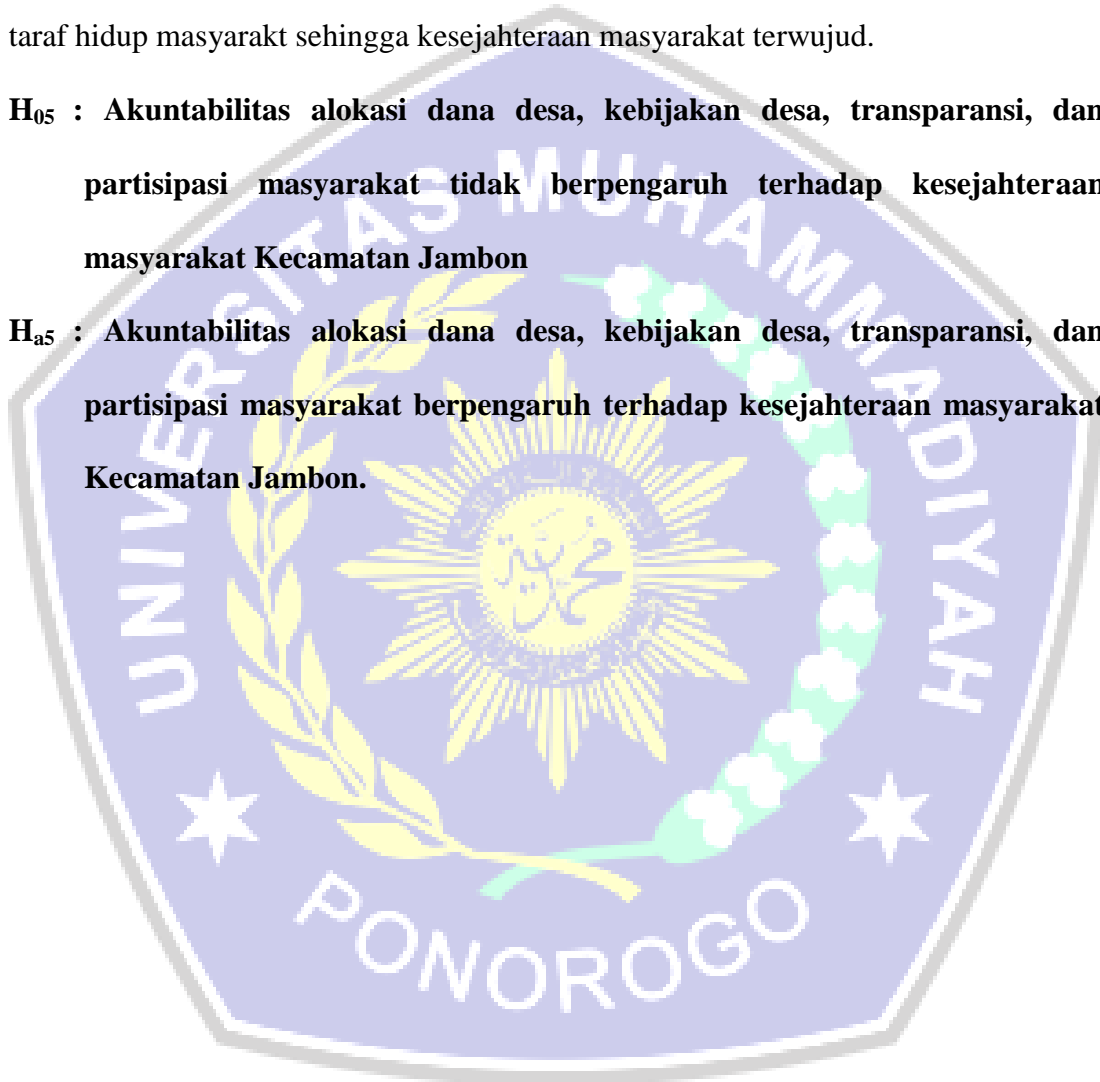 taraf hidup masyarakt sehingga kesejahteraan masyarakat terwujud.
H05 : Akuntabilitas alokasi dana desa, kebijakan desa, transparansi, dan
partisipasi masyarakat tidak berpengaruh terhadap kesejahteraan
masyarakat Kecamatan Jambon
Ha5 : Akuntabilitas alokasi dana desa, kebijakan desa, transparansi, dan
partisipasi masyarakat berpengaruh terhadap kesejahteraan masyarakat
Kecamatan Jambon.
UNIVERSITAS MUHAMMADIYAH
PONOROGO